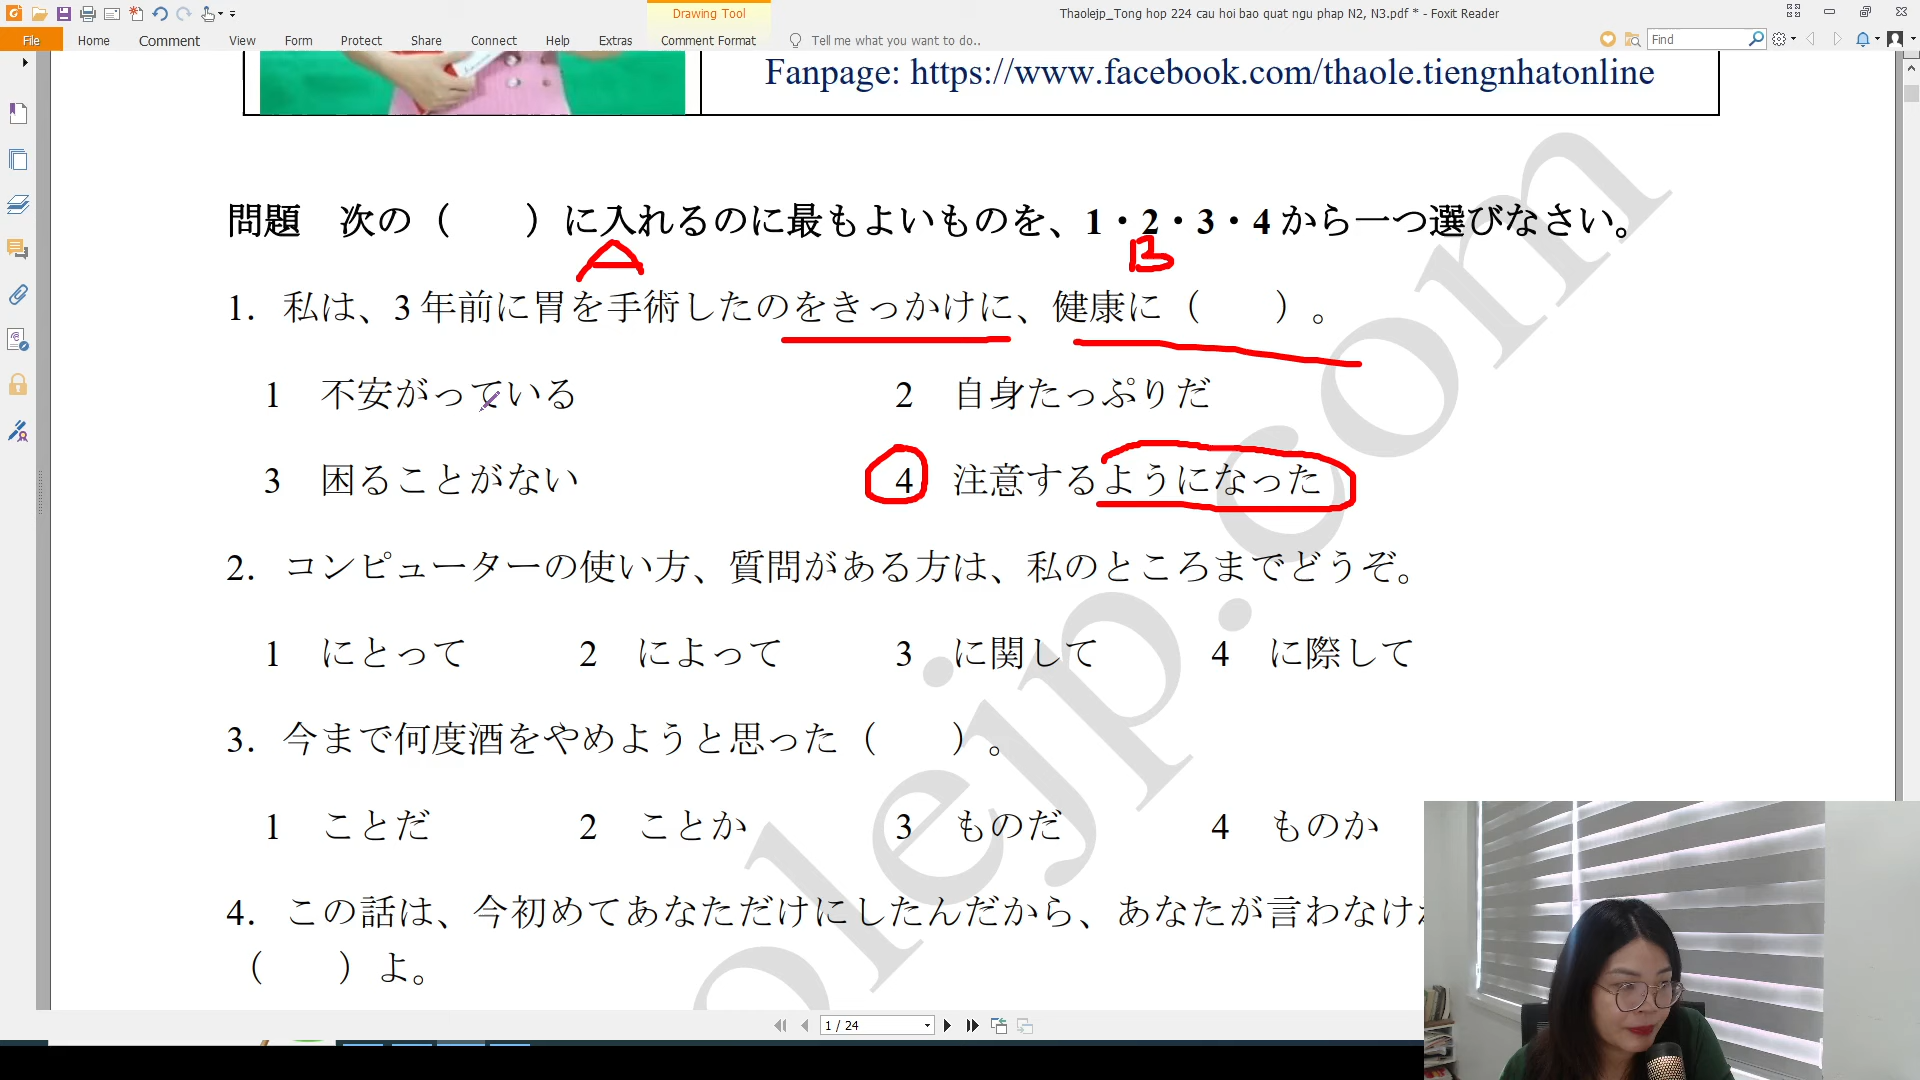 Drawing Tool
Thaolejp_Tong hop 224 cau hoi bao quat ngu phap N2, N3.pdf * - Foxit Reader
File Home Comment View Form Protect Share Connect Help Extras Comment Format Tell me what you want to do.. Find
Fanpage: https://www.facebook.com/thaole.tiengnhatonline
問題　次の（　　）に入れるのに最もよいものを、1・2・3・4から一つ選びなさい。
A B
1. 私は、3年前に胃を手術したのをきっかけに、健康に（　　）。
1　不安がっている　2　自身たっぷりだ
3　困ることがない　4　注意するようになった
2. コンピューターの使い方、質問がある方は、私のところまでどうぞ。
1　にとって　2　によって　3　に関して　4　に際して
3. 今まで何度酒をやめようと思った（　　）。
1　ことだ　2　ことか　3　ものだ　4　ものか
4. この話は、今初めてあなただけにしたんだから、あなたが言わなけ
（　　）よ。
olejp.com
1 / 24